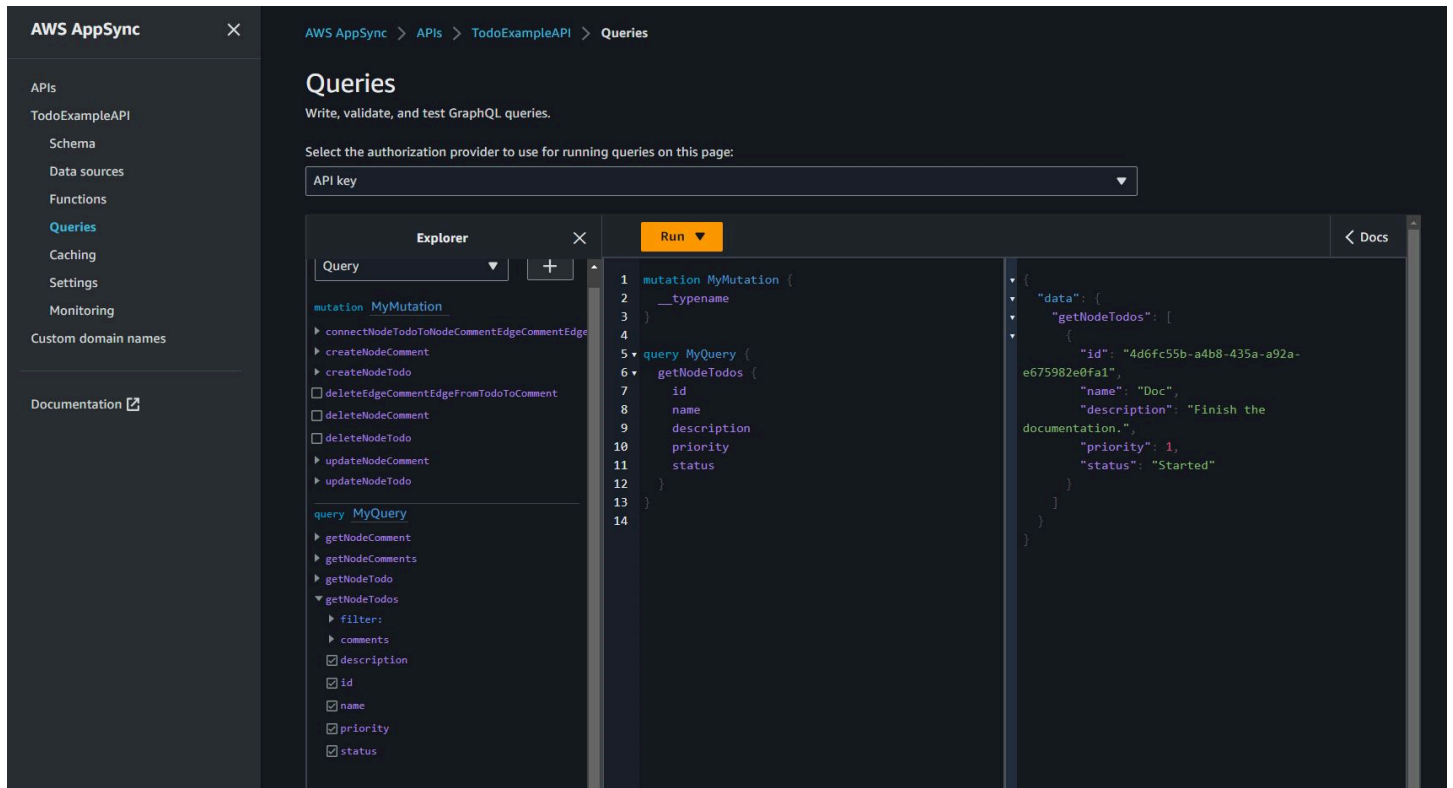 AWS AppSync
APIs
TodoExampleAPI
Schema
Data sources
Functions
Queries
Caching
Settings
Monitoring
Custom domain names
Documentation
AWS AppSync > APIs > TodoExampleAPI > Queries
Queries
Write, validate, and test GraphQL queries.
Select the authorization provider to use for running queries on this page:
API key
Explorer
Query
+
mutation MyMutation
connectNodeTodoToNodeCommentEdgeCommentEdge
createNodeComment
createNodeTodo
deleteEdgeCommentEdgeFromTodoToComment
deleteNodeComment
deleteNodeTodo
updateNodeComment
updateNodeTodo
query MyQuery
getNodeComment
getNodeComments
getNodeTodo
getNodeTodos
filter:
comments
description
id
name
priority
status
Run
< Docs
1 mutation MyMutation {
2 __typename
3 }
4
5 query MyQuery {
6 getNodeTodos {
7 id
8 name
9 description
10 priority
11 status
12 }
13 }
14
{
"data": {
"getNodeTodos": [
{
"id": "4d6fc55b-a4b8-435a-a92a-
e675982e0fa1",
"name": "Doc",
"description": "Finish the
documentation.",
"priority": 1,
"status": "Started"
}
]
}
}